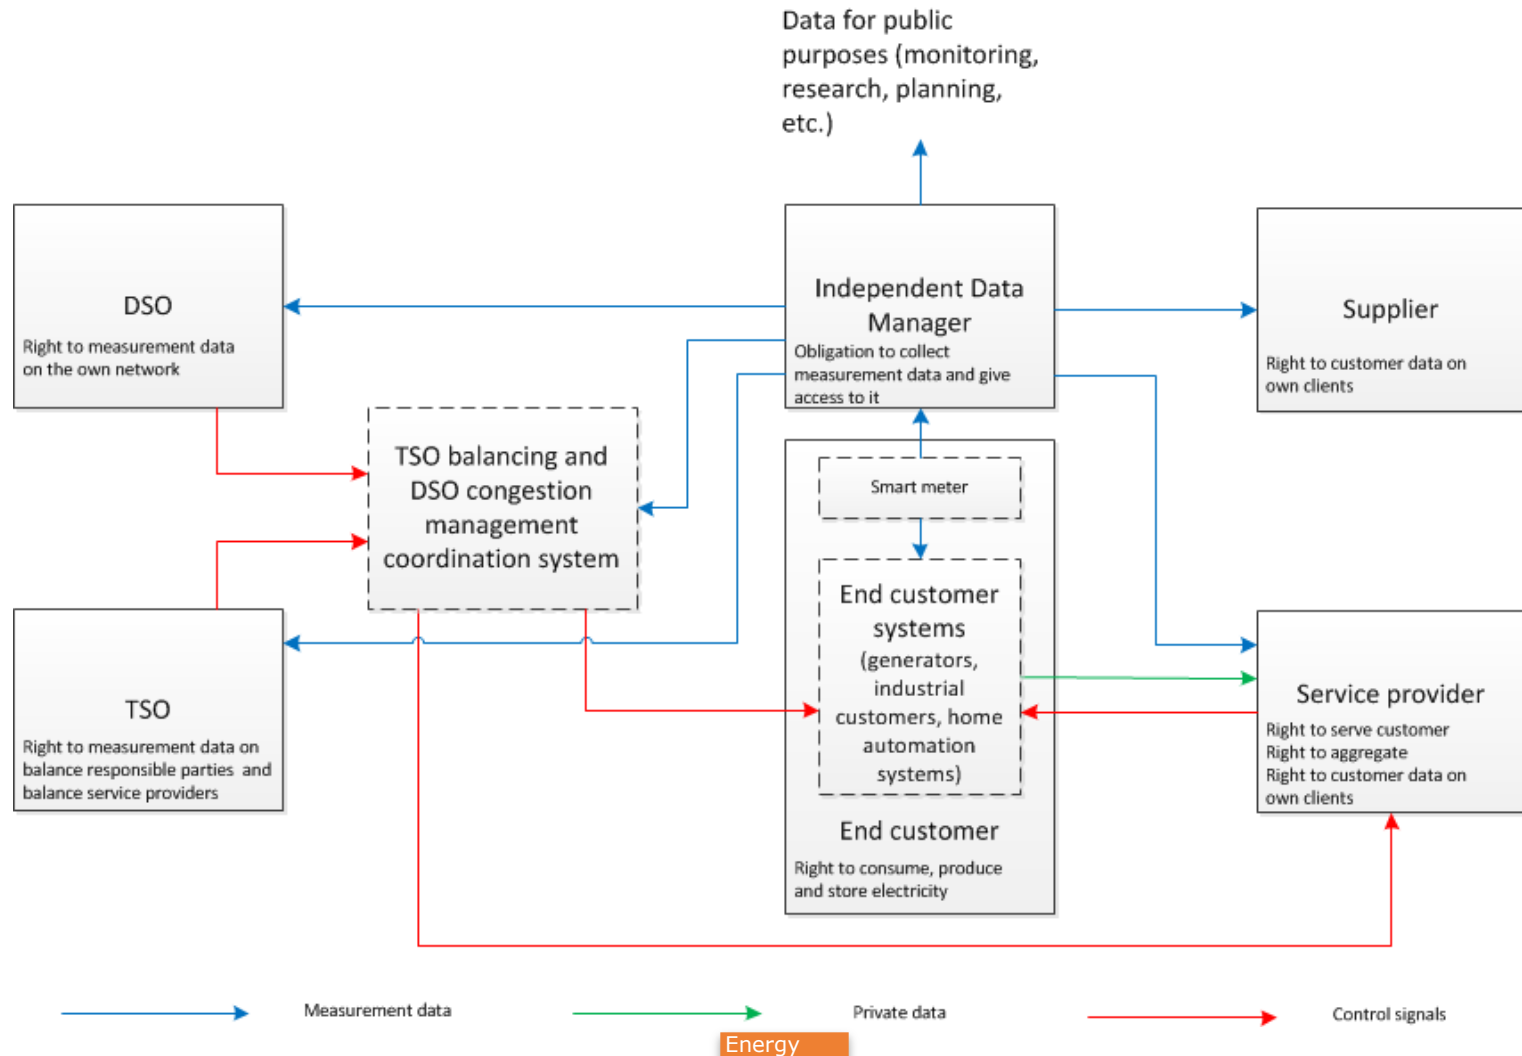 Data for public
purposes (monitoring,
research, planning,
etc.)
DSO
Right to measurement data
on the own network
Independent Data
Manager
Obligation to collect
measurement data and give
access to it
Supplier
Right to customer data on
own clients
TSO balancing and
DSO congestion
management
coordination system
Smart meter
End customer
systems
(generators,
industrial
customers, home
automation
systems)
End customer
Right to consume, produce
and store electricity
TSO
Right to measurement data on
balance responsible parties and
balance service providers
Service provider
Right to serve customer
Right to aggregate
Right to customer data on
own clients
Measurement data
Private data
Control signals
Energy